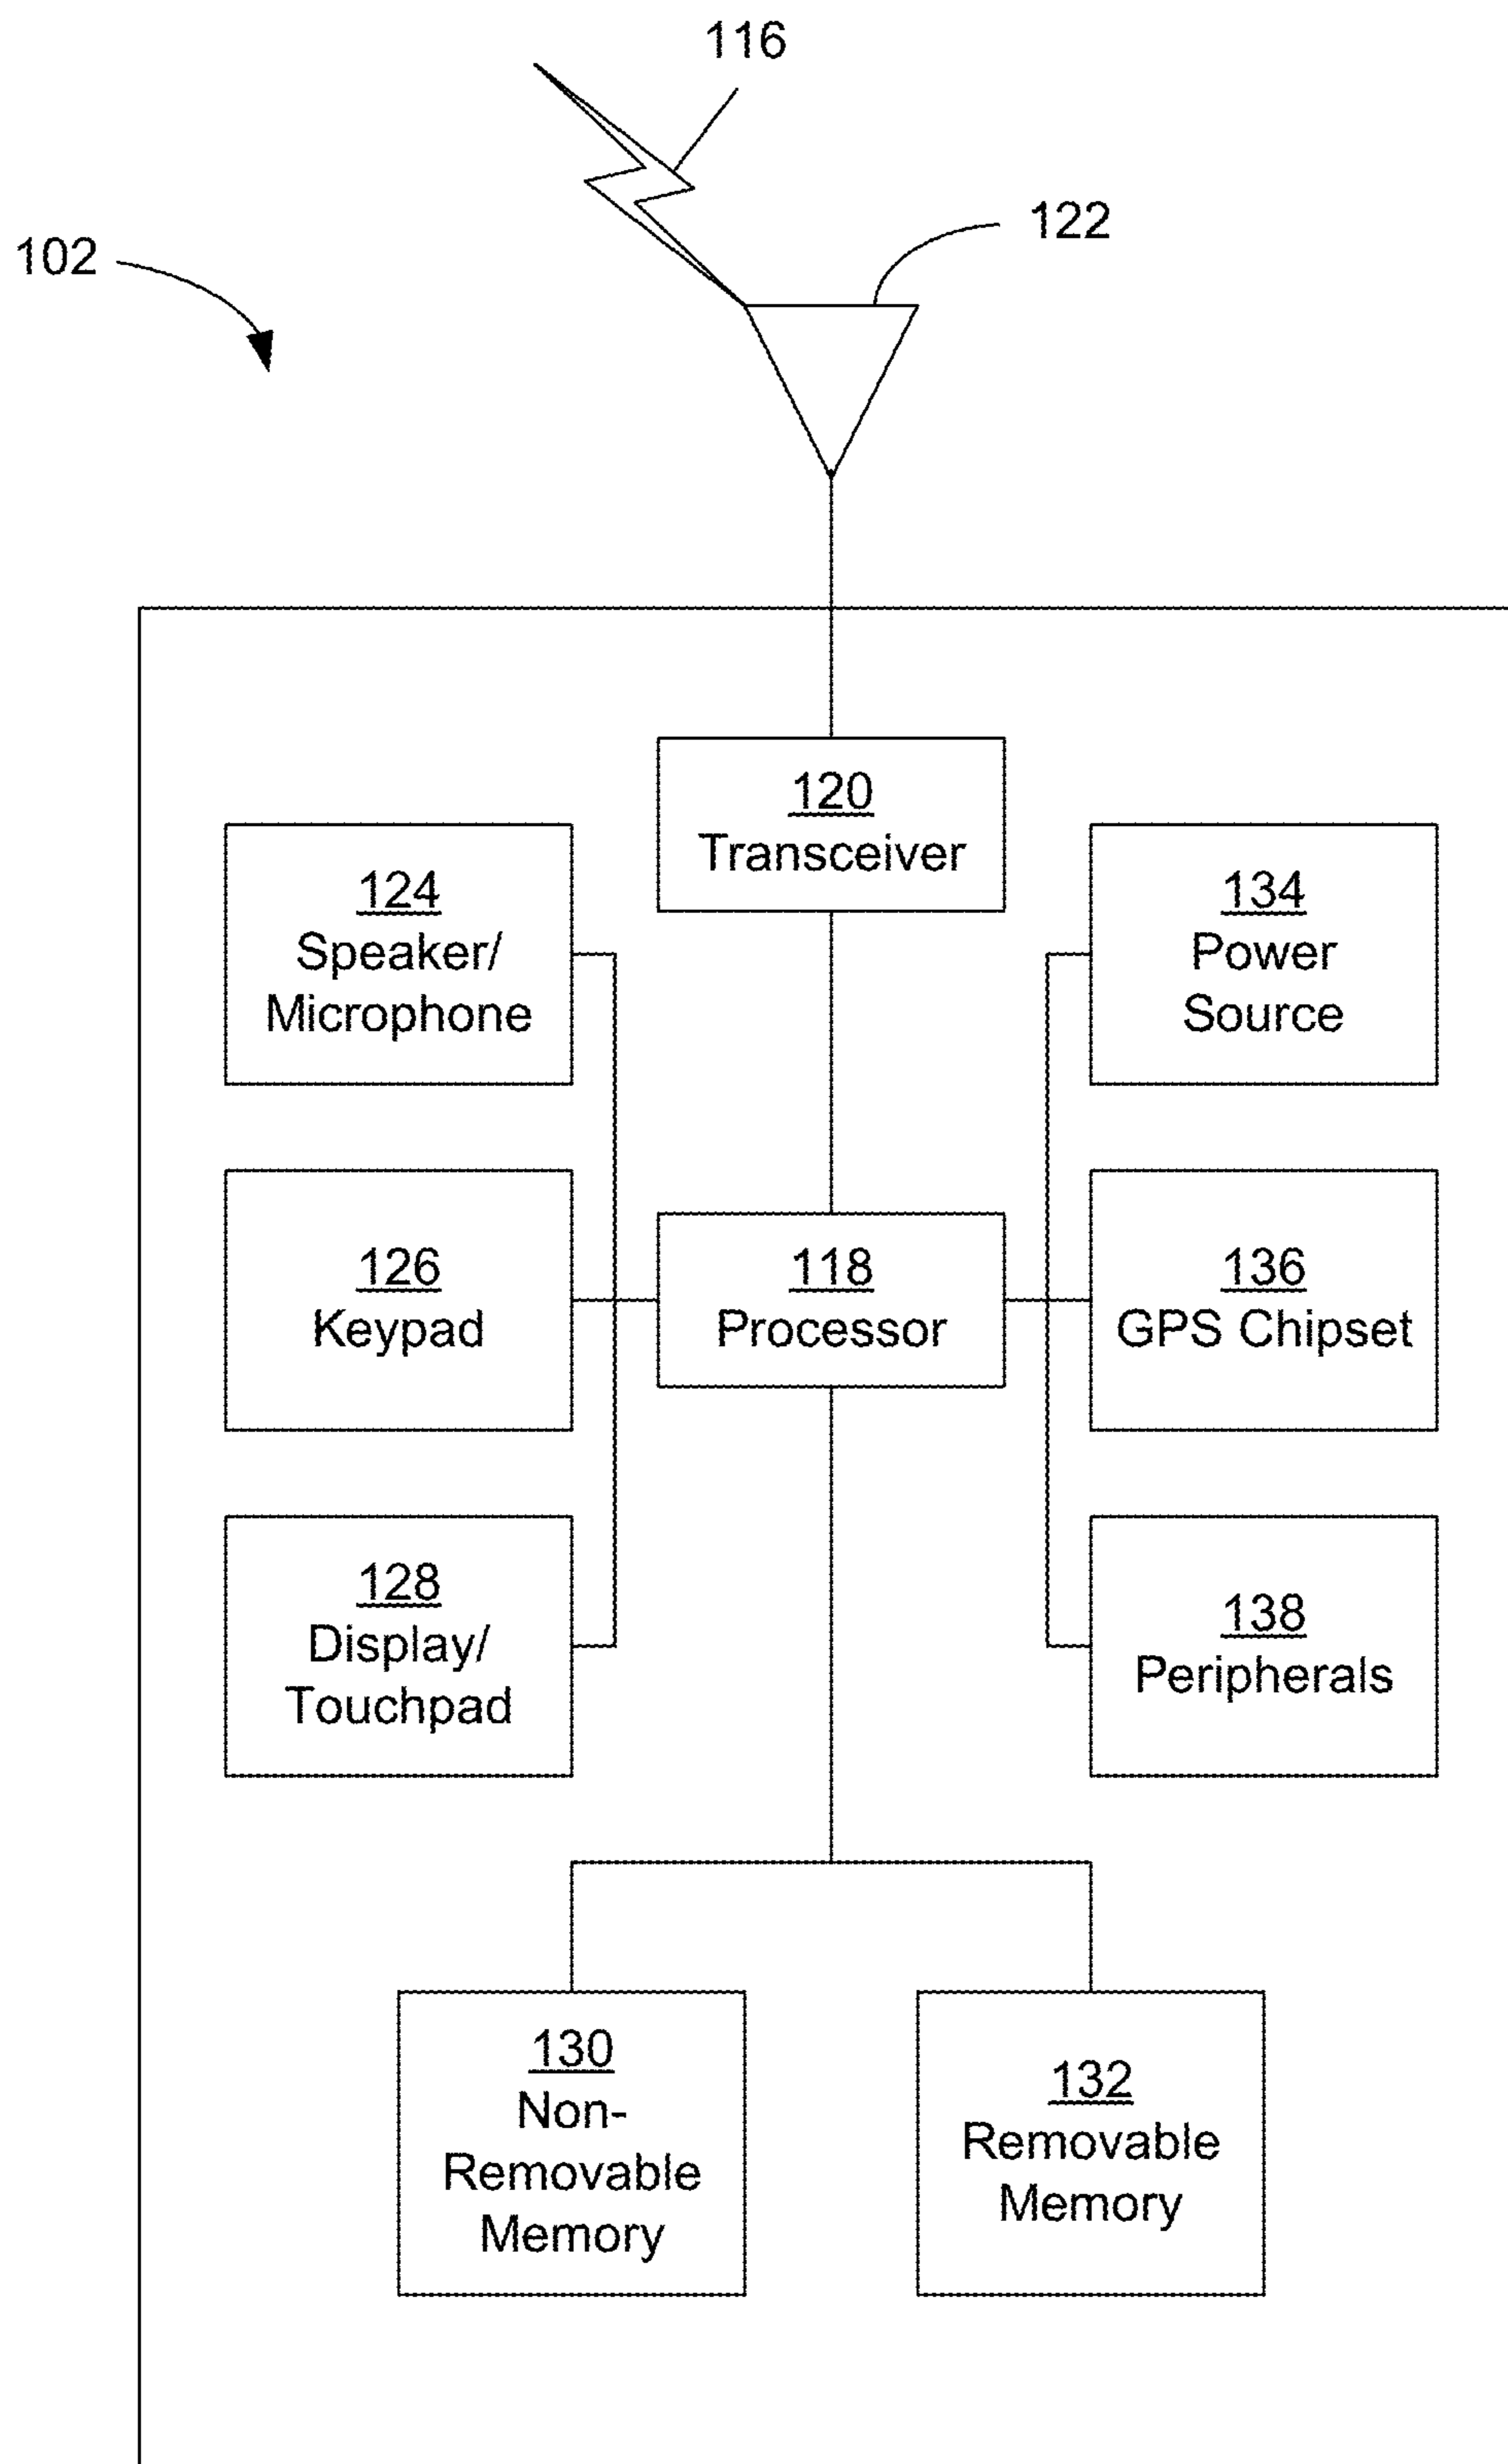 116
122
102
120
Transceiver
124
Speaker/
Microphone
134
Power
Source
126
Keypad
118
Processor
136
GPS Chipset
128
Display/
Touchpad
138
Peripherals
130
Non-
Removable
Memory
132
Removable
Memory